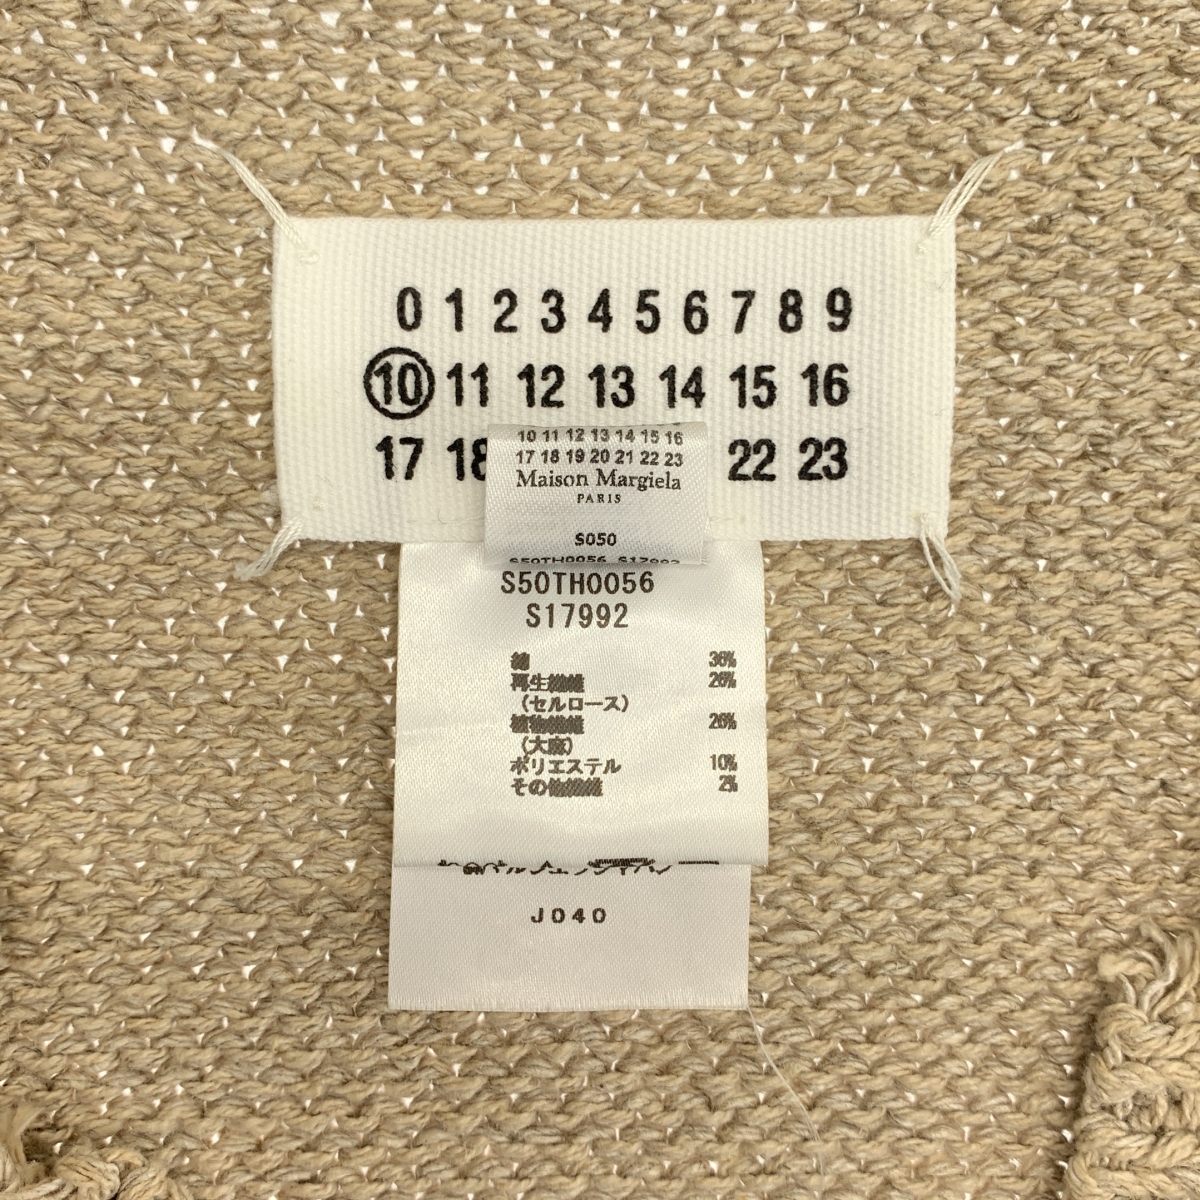 0 1 2 3 4 5 6 7 8 9
10 11 12 13 14 15 16
17 18 22 23
10 11 12 13 14 15 16
17 18 19 20 21 22 23
Maison Margiela
PARIS
S050
S50TH0056 S17992
S50TH0056
S17992
綿 36%
再生繊維 26%
(セルロース)
植物繊維 26%
(大麻)
ポリエステル 10%
その他繊維 2%
J040